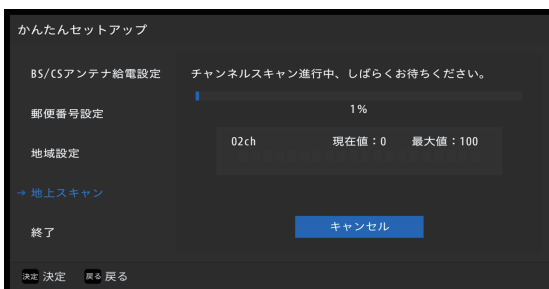 かんたんセットアップ
BS/CSアンテナ給電設定
チャンネルスキャン進行中、しばらくお待ちください。
1%
郵便番号設定
02ch 現在値：0 最大値：100
地域設定
→ 地上スキャン
キャンセル
終了
決定 決定 戻る 戻る